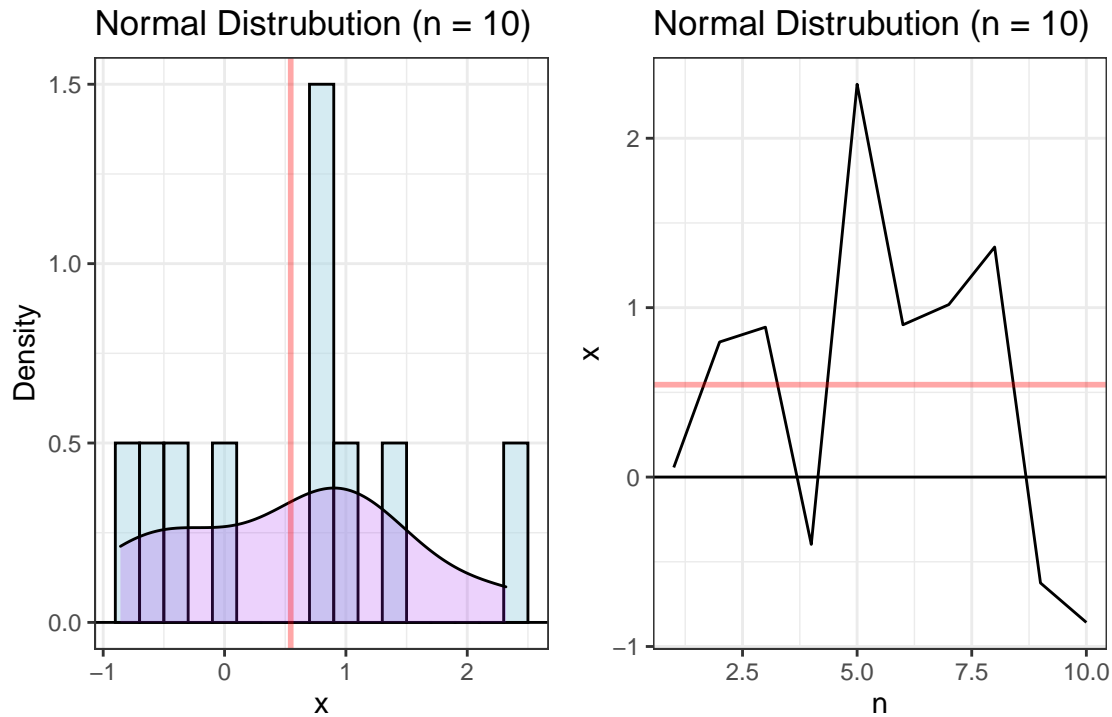 Normal Distrubution (n = 10)
1.5
1.0
0.5
0.0
Density
−1
0
1
2
x
Normal Distrubution (n = 10)
2
1
0
−1
x
2.5
5.0
7.5
10.0
n